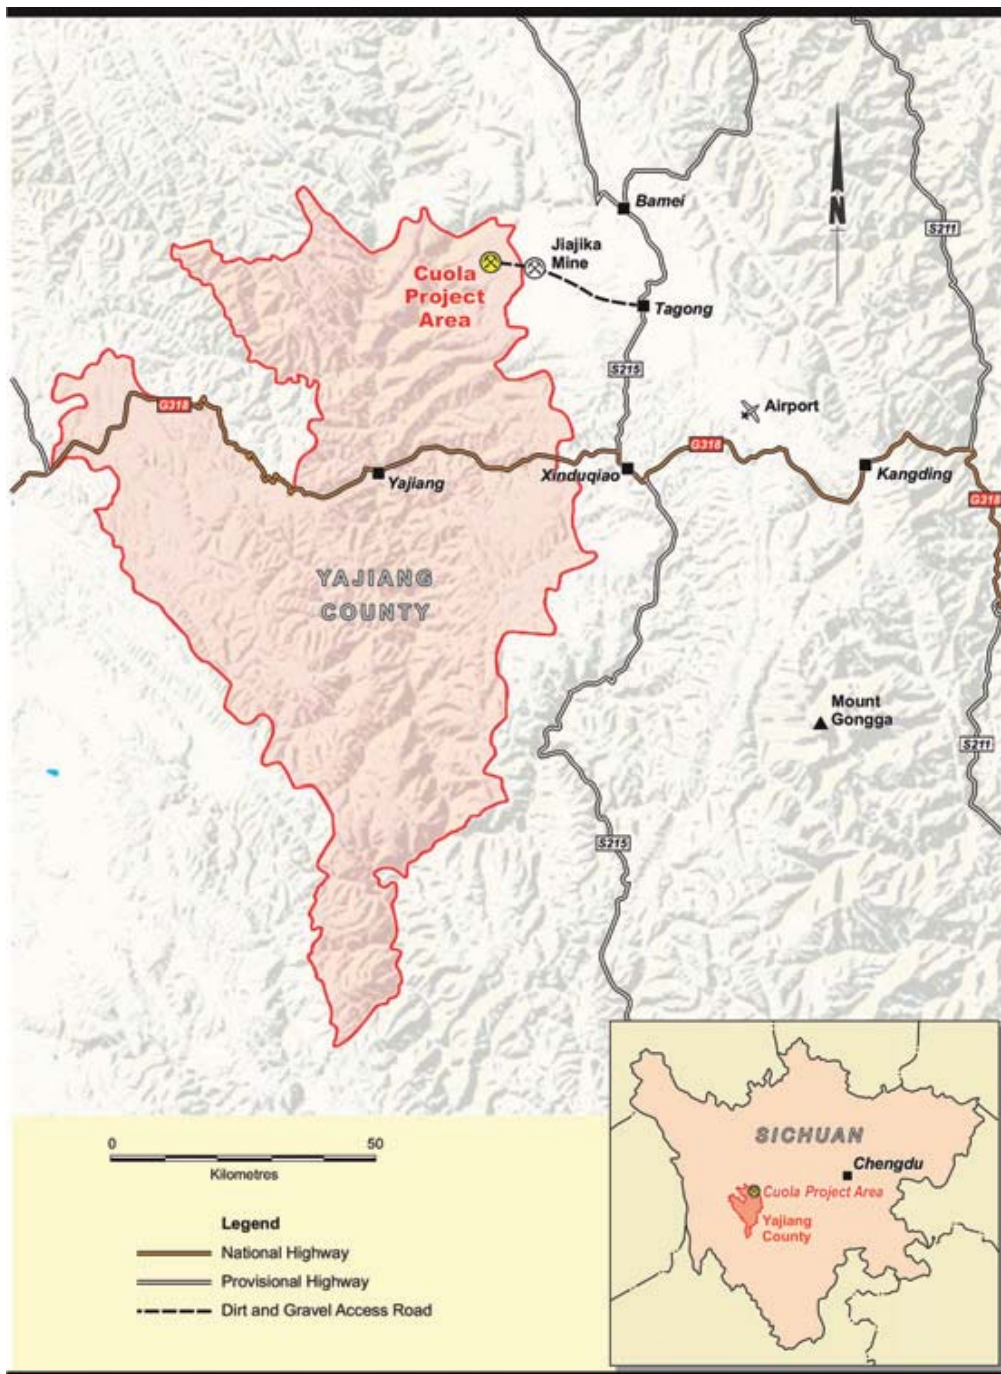 Bamei
S211
Jiajika
Mine
Cuola
Project
Area
N
Tagong
S215
G318
Airport
G318
Xinduqiao
Kangding
Yajiang
G318
YAJIANG
COUNTY
Mount
Gongga
S211
S215
SICHUAN
Chengdu
Cuola Project Area
Yajiang
County
0 50
Kilometres
Legend
National Highway
Provisional Highway
Dirt and Gravel Access Road